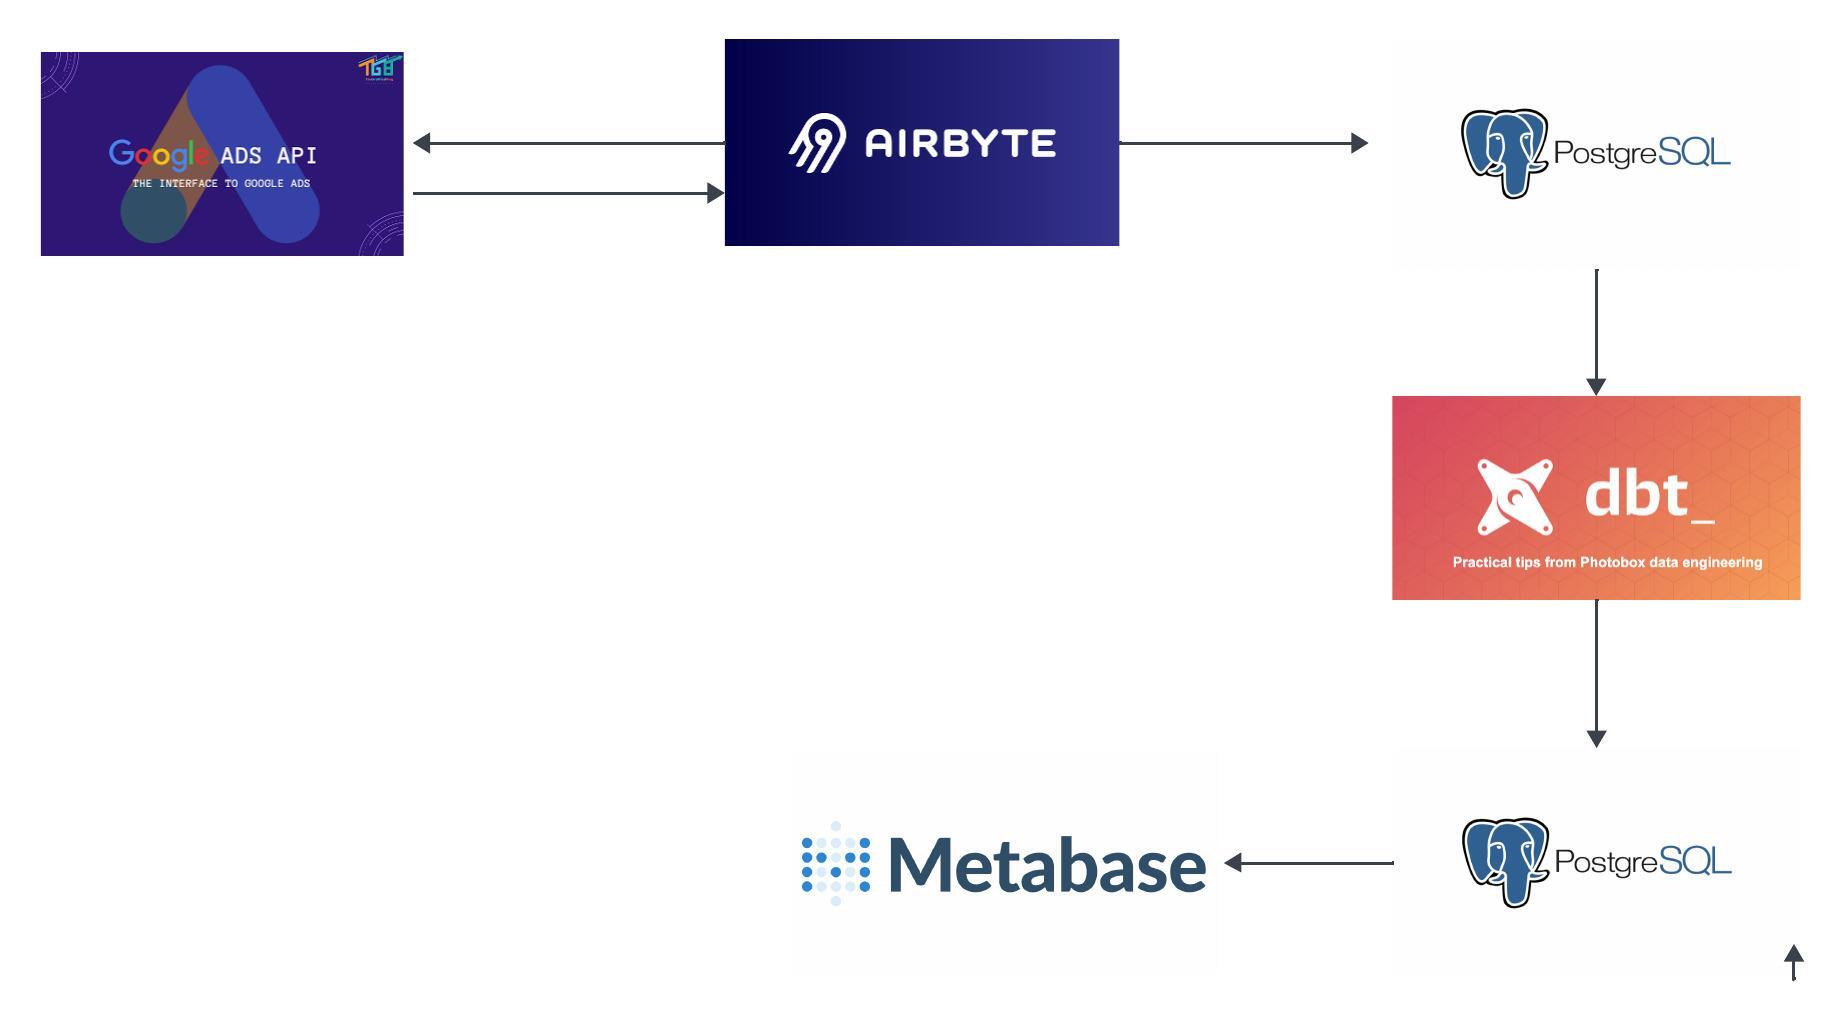 TGB
Google ADS API
THE INTERFACE TO GOOGLE ADS
AIRBYTE
PostgreSQL
dbt_
Practical tips from Photobox data engineering
Metabase
PostgreSQL